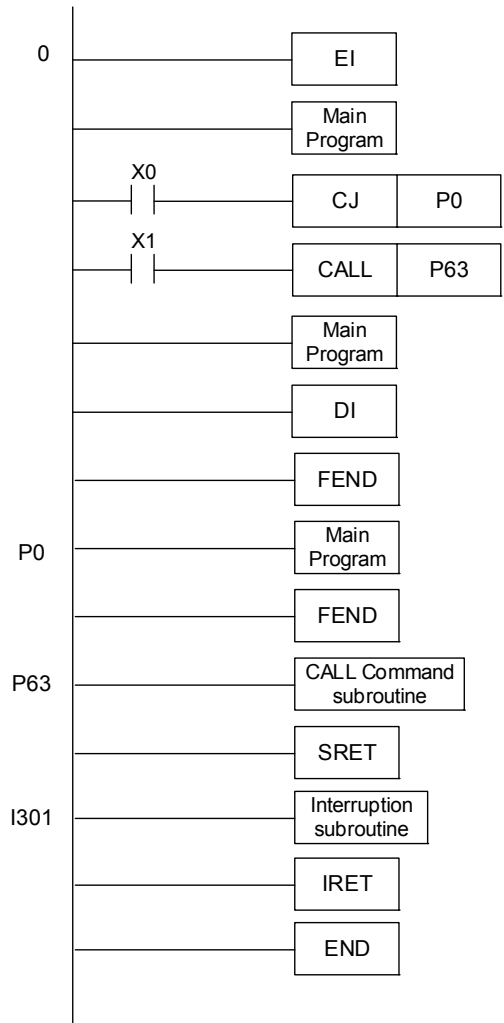 0
EI
Main
Program
X0
CJ P0
X1
CALL P63
Main
Program
DI
FEND
P0
Main
Program
FEND
P63
CALL Command
subroutine
SRET
I301
Interruption
subroutine
IRET
END